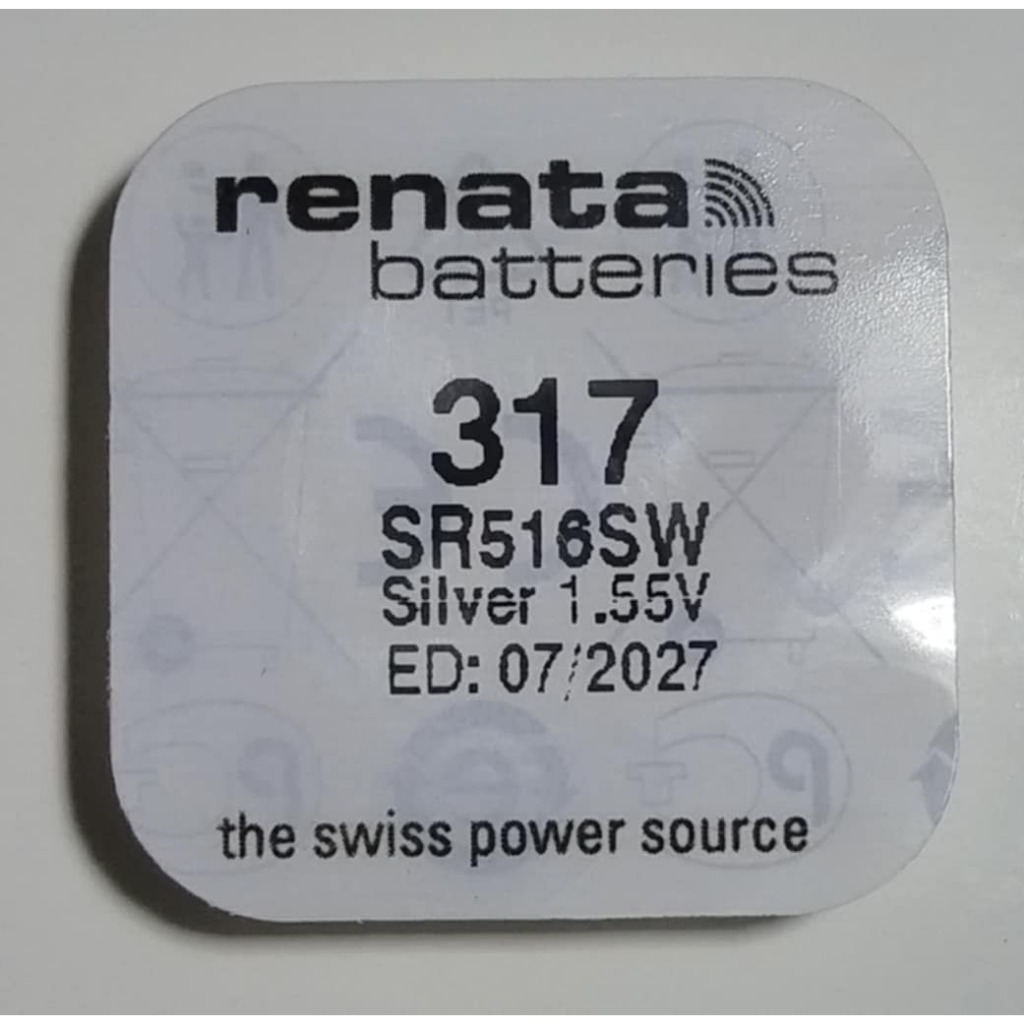 renata
batteries
317
SR516SW
Silver 1.55V
ED: 07/2027
the swiss power source